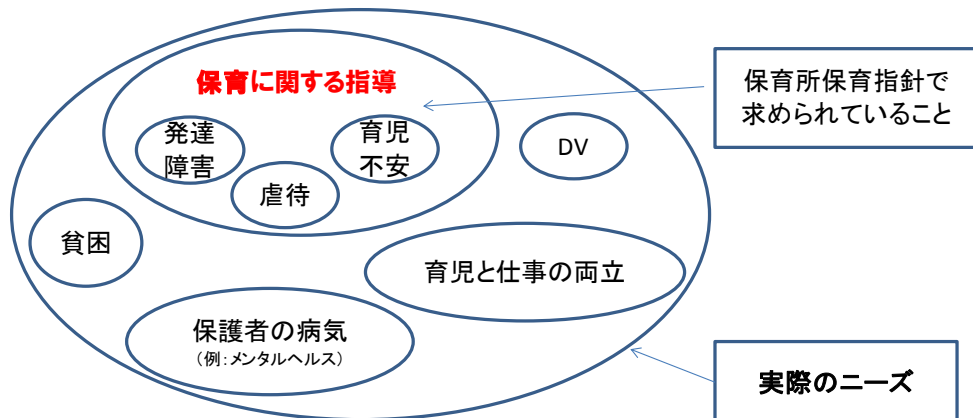 保育に関する指導
発達
障害
育児
不安
虐待
DV
保育所保育指針で
求められていること
貧困
育児と仕事の両立
保護者の病気
(例:メンタルヘルス)
実際のニーズ